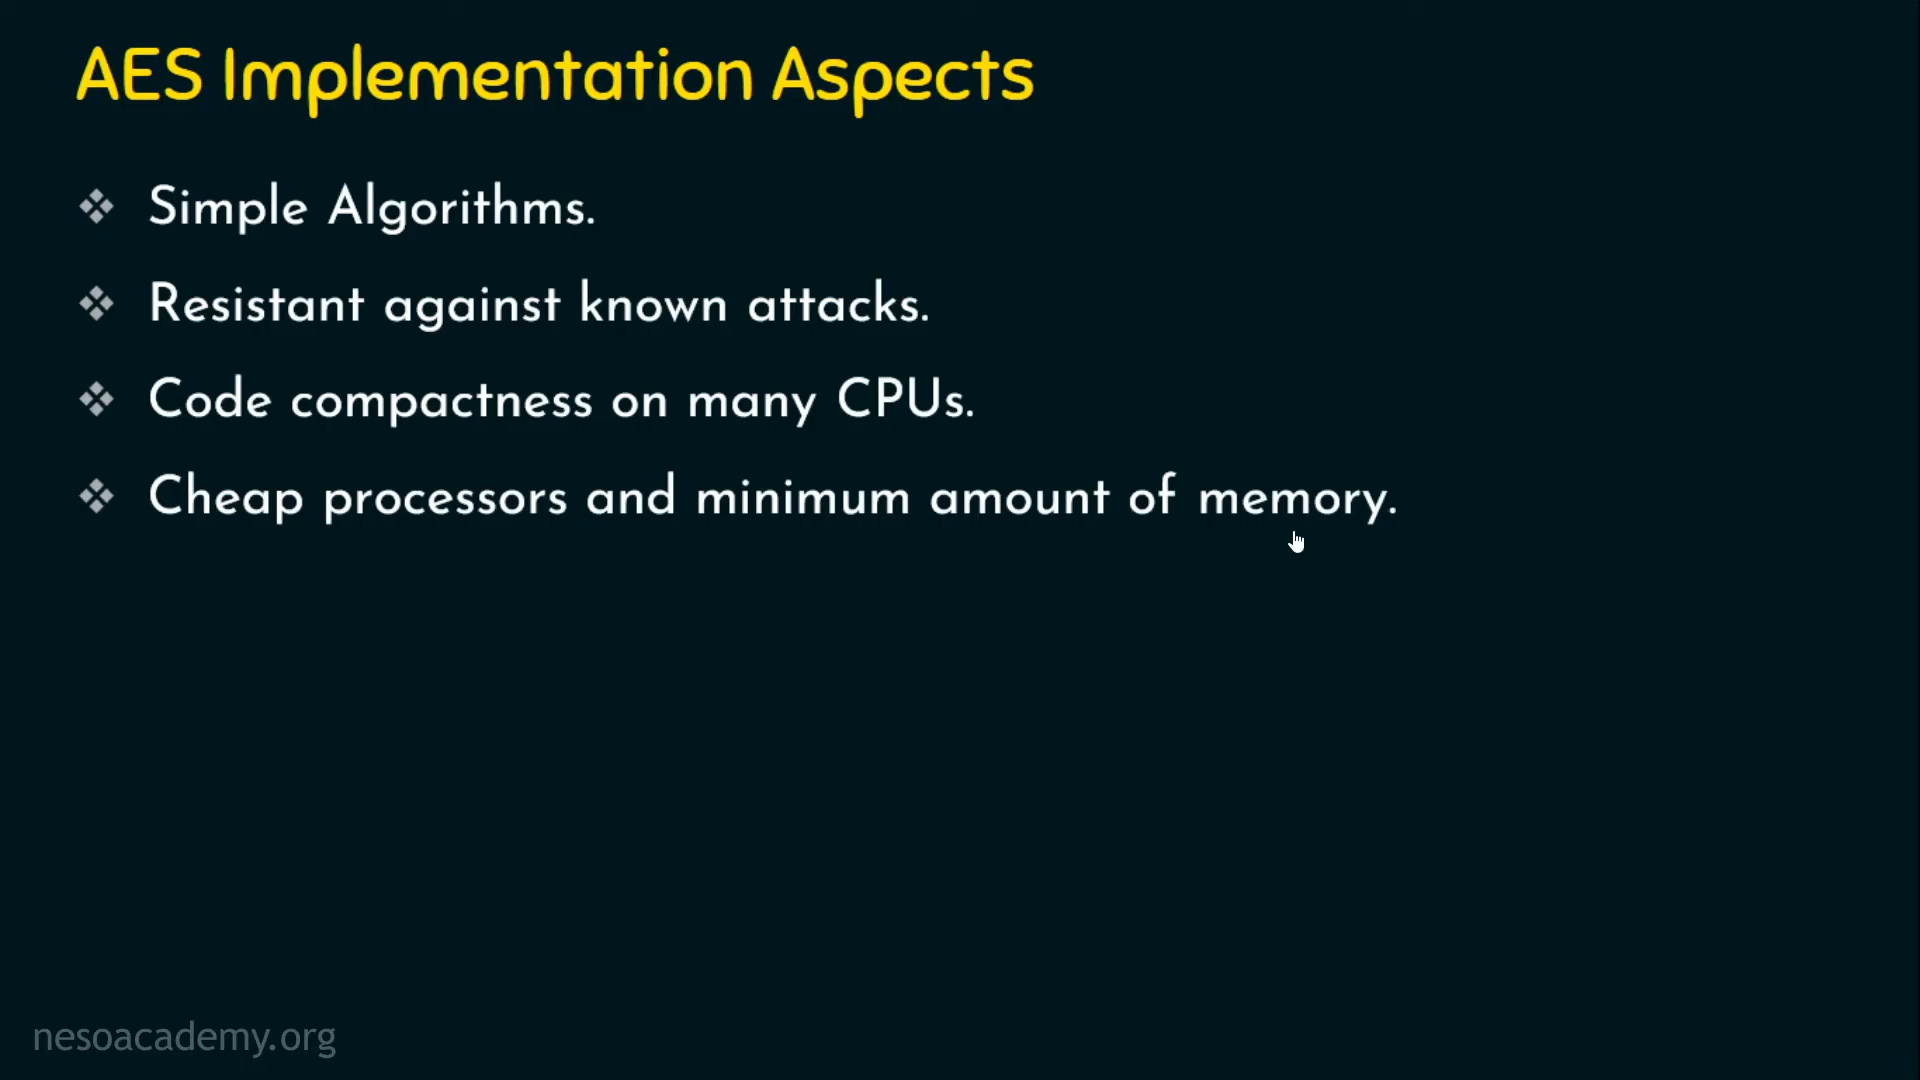 AES Implementation Aspects
Simple Algorithms.
Resistant against known attacks.
Code compactness on many CPUs.
Cheap processors and minimum amount of memory.
nesoacademy.org